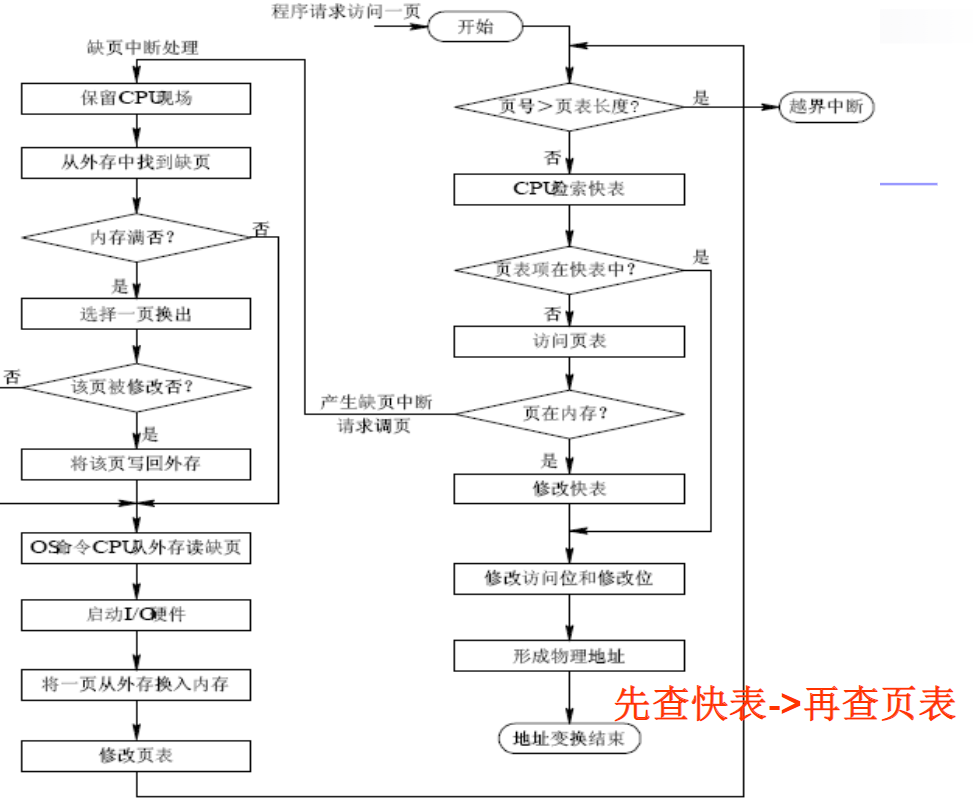 程序请求访问一页
开始
缺页中断处理
保留CPU现场
页号＞页表长度?
是
越界中断
从外存中找到缺页
否
CPU检索快表
内存满否?
否
页表项在快表中?
是
是
选择一页换出
否
访问页表
否
该页被修改否?
产生缺页中断
请求调页
页在内存?
是
将该页写回外存
是
修改快表
OS命令CPU从外存读缺页
修改访问位和修改位
启动I/O硬件
形成物理地址
将一页从外存换入内存
先查快表->再查页表
地址变换结束
修改页表